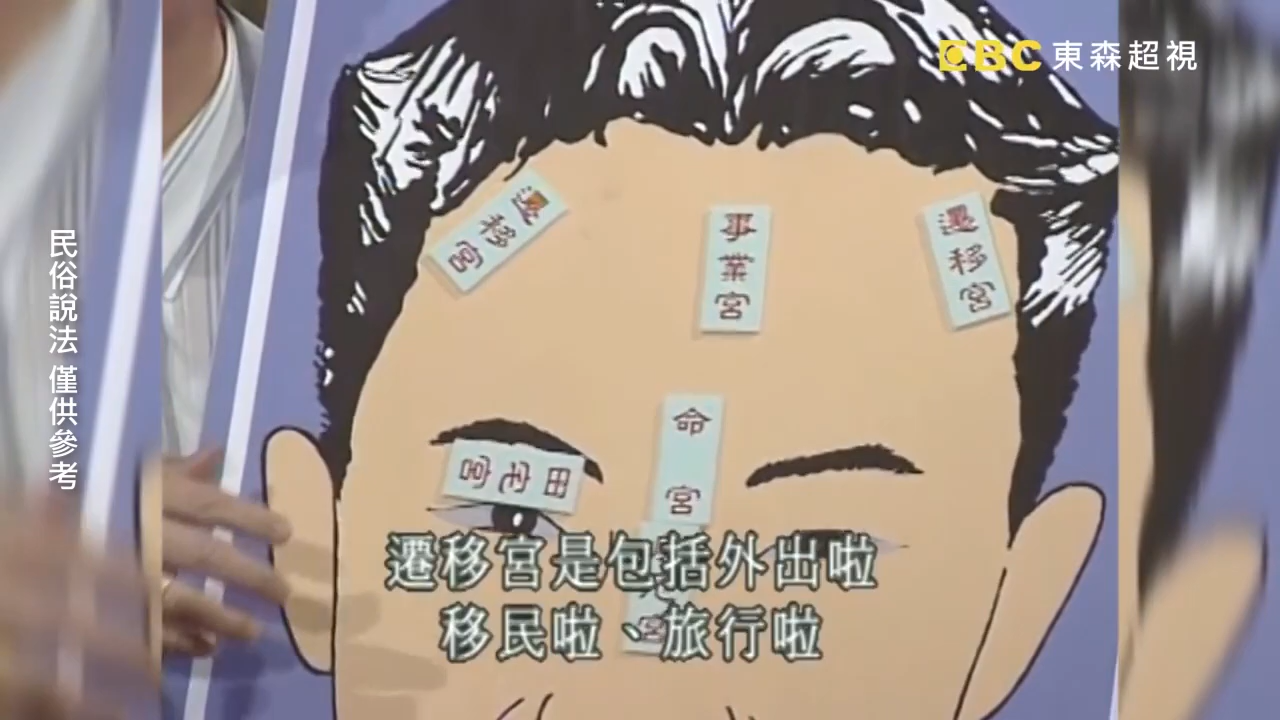 EBC 東森超視
民俗說法 僅供參考
遷移宮
事業宮
遷移宮
命宮
田宅宮
宮
遷移宮是包括外出啦
移民啦、旅行啦